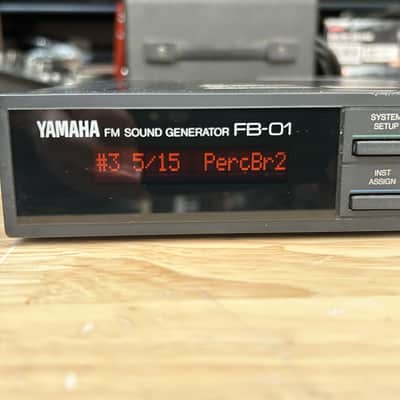 YAMAHA FM SOUND GENERATOR FB-01
#3 5/15 PercBr2
SYSTEM
SETUP
INST
ASSIGN